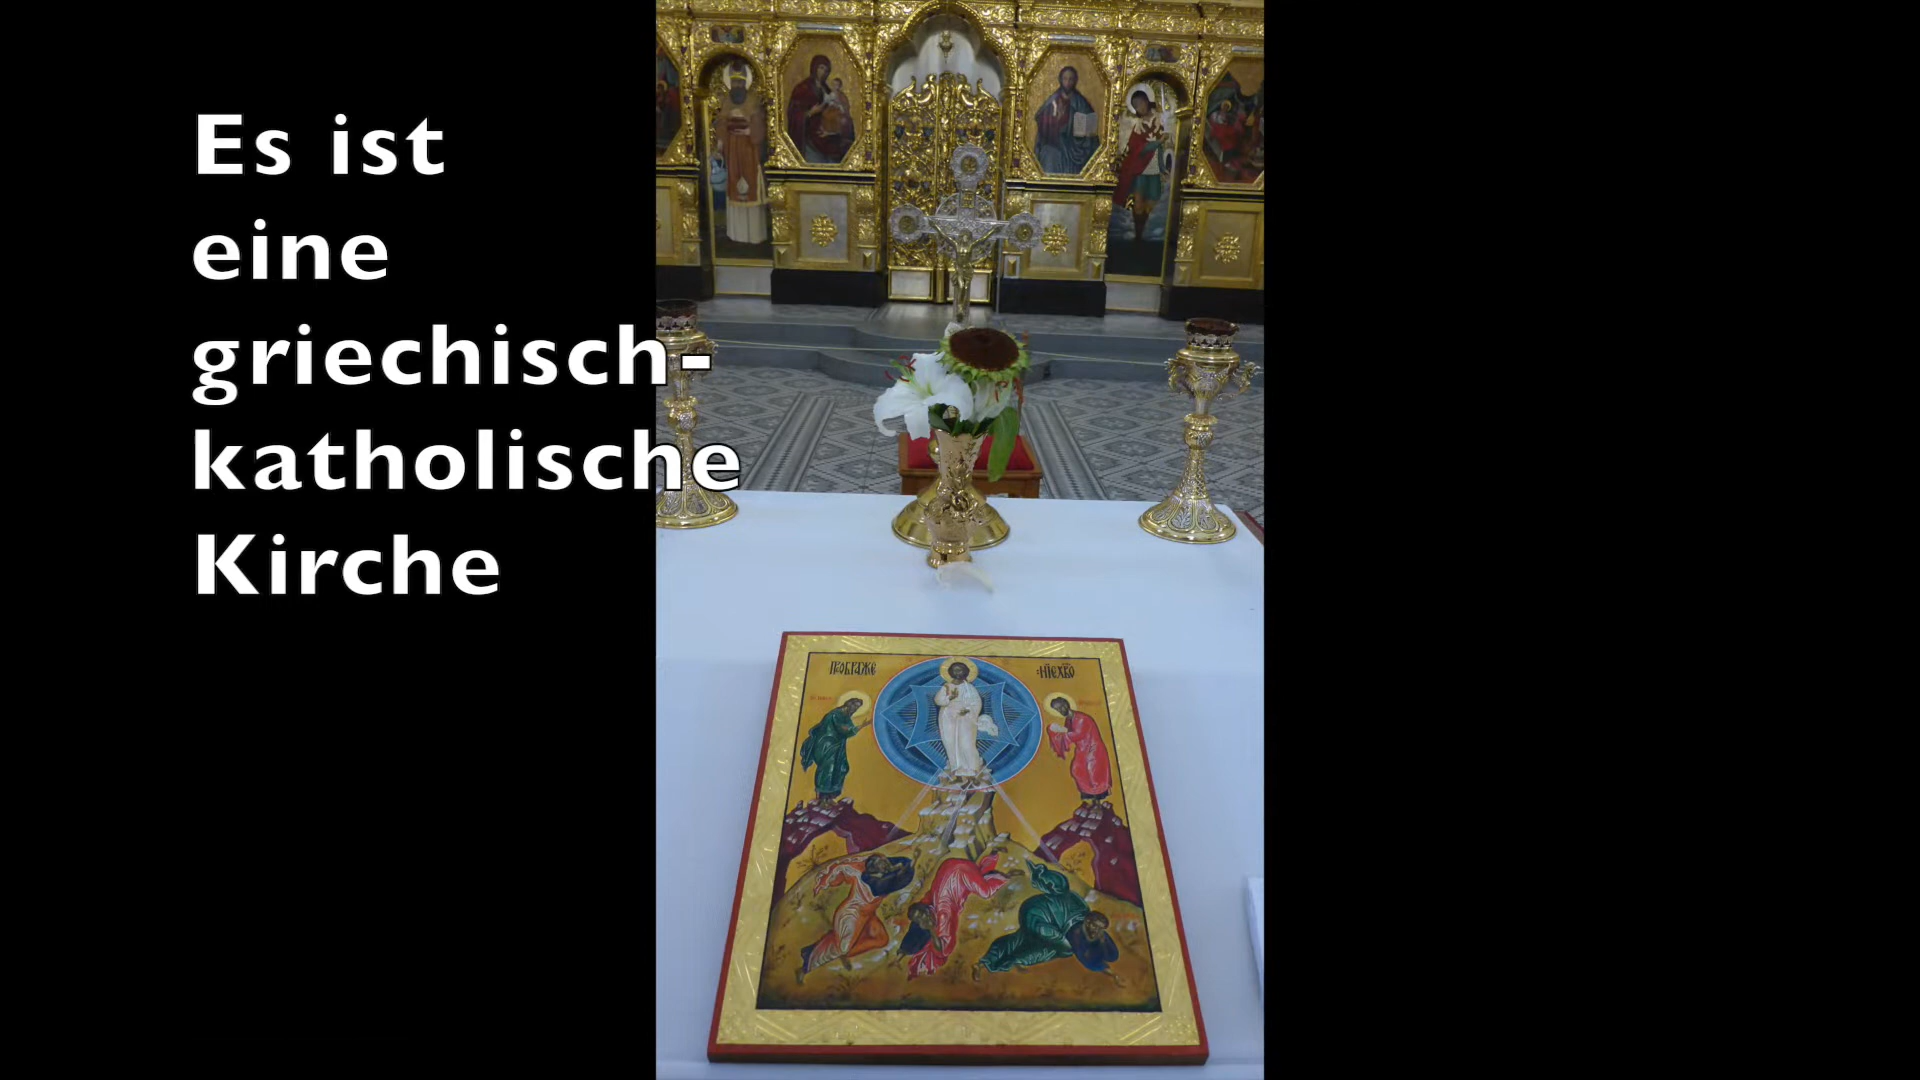 Es ist
eine
griechisch-
katholische
Kirche